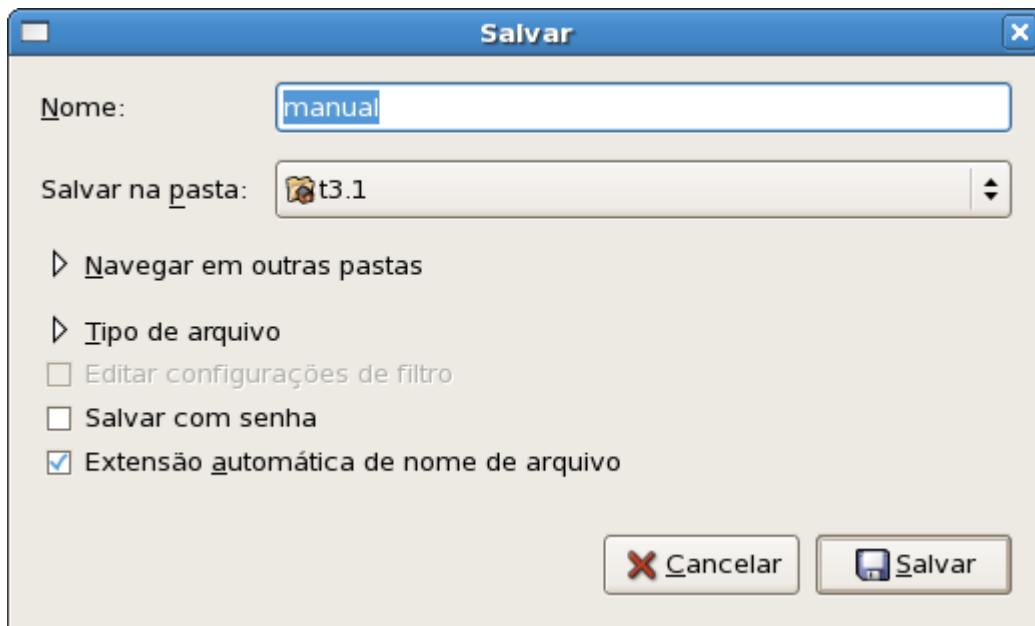 Salvar
Nome: manual
Salvar na pasta: t3.1
Navegar em outras pastas
Tipo de arquivo
Editar configurações de filtro
Salvar com senha
Extensão automática de nome de arquivo
Cancelar Salvar